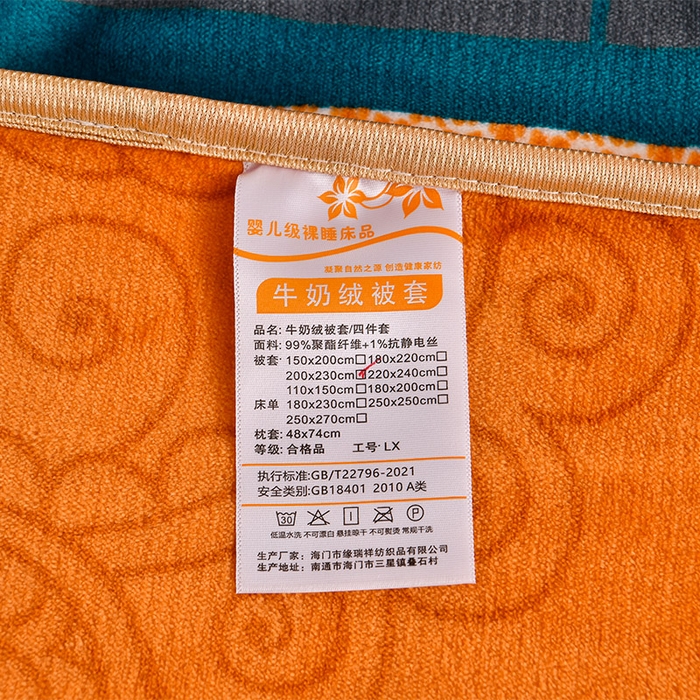 婴儿级裸睡床品
凝聚自然之源 创造健康家纺
牛奶绒被套
品名: 牛奶绒被套/四件套
面料: 99%聚酯纤维+1%抗静电丝
被套: 150x200cm☐180x220cm☐
200x230cm☑220x240cm☐
110x150cm☐180x200cm☐
床单 180x230cm☐250x250cm☐
250x270cm☐
枕套: 48x74cm
等级: 合格品 工号: LX
执行标准:GB/T22796-2021
安全类别:GB18401 2010 A类
30 P
低温水洗 不可漂白 悬挂晾干 不可熨烫 常规干洗
生产厂家: 海门市缘瑞祥纺织品有限公司
生产地址: 南通市海门市三星镇叠石村